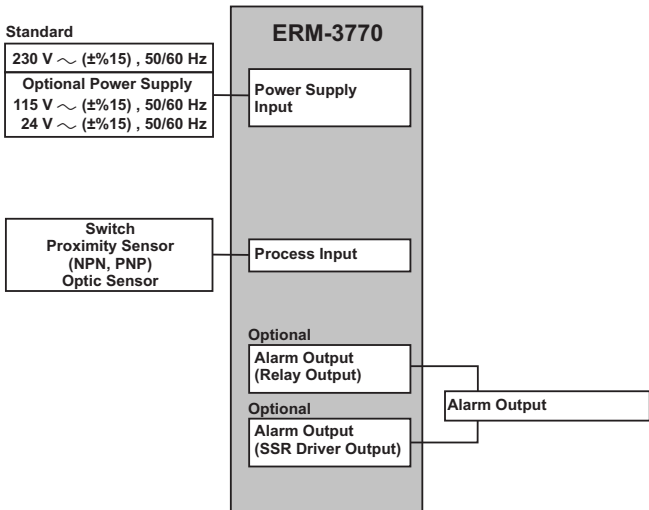 ERM-3770
Standard
230 V ～ (±%15) , 50/60 Hz
Optional Power Supply
115 V ～ (±%15) , 50/60 Hz
24 V ～ (±%15) , 50/60 Hz
Power Supply
Input
Switch
Proximity Sensor
(NPN, PNP)
Optic Sensor
Process Input
Optional
Alarm Output
(Relay Output)
Optional
Alarm Output
(SSR Driver Output)
Alarm Output